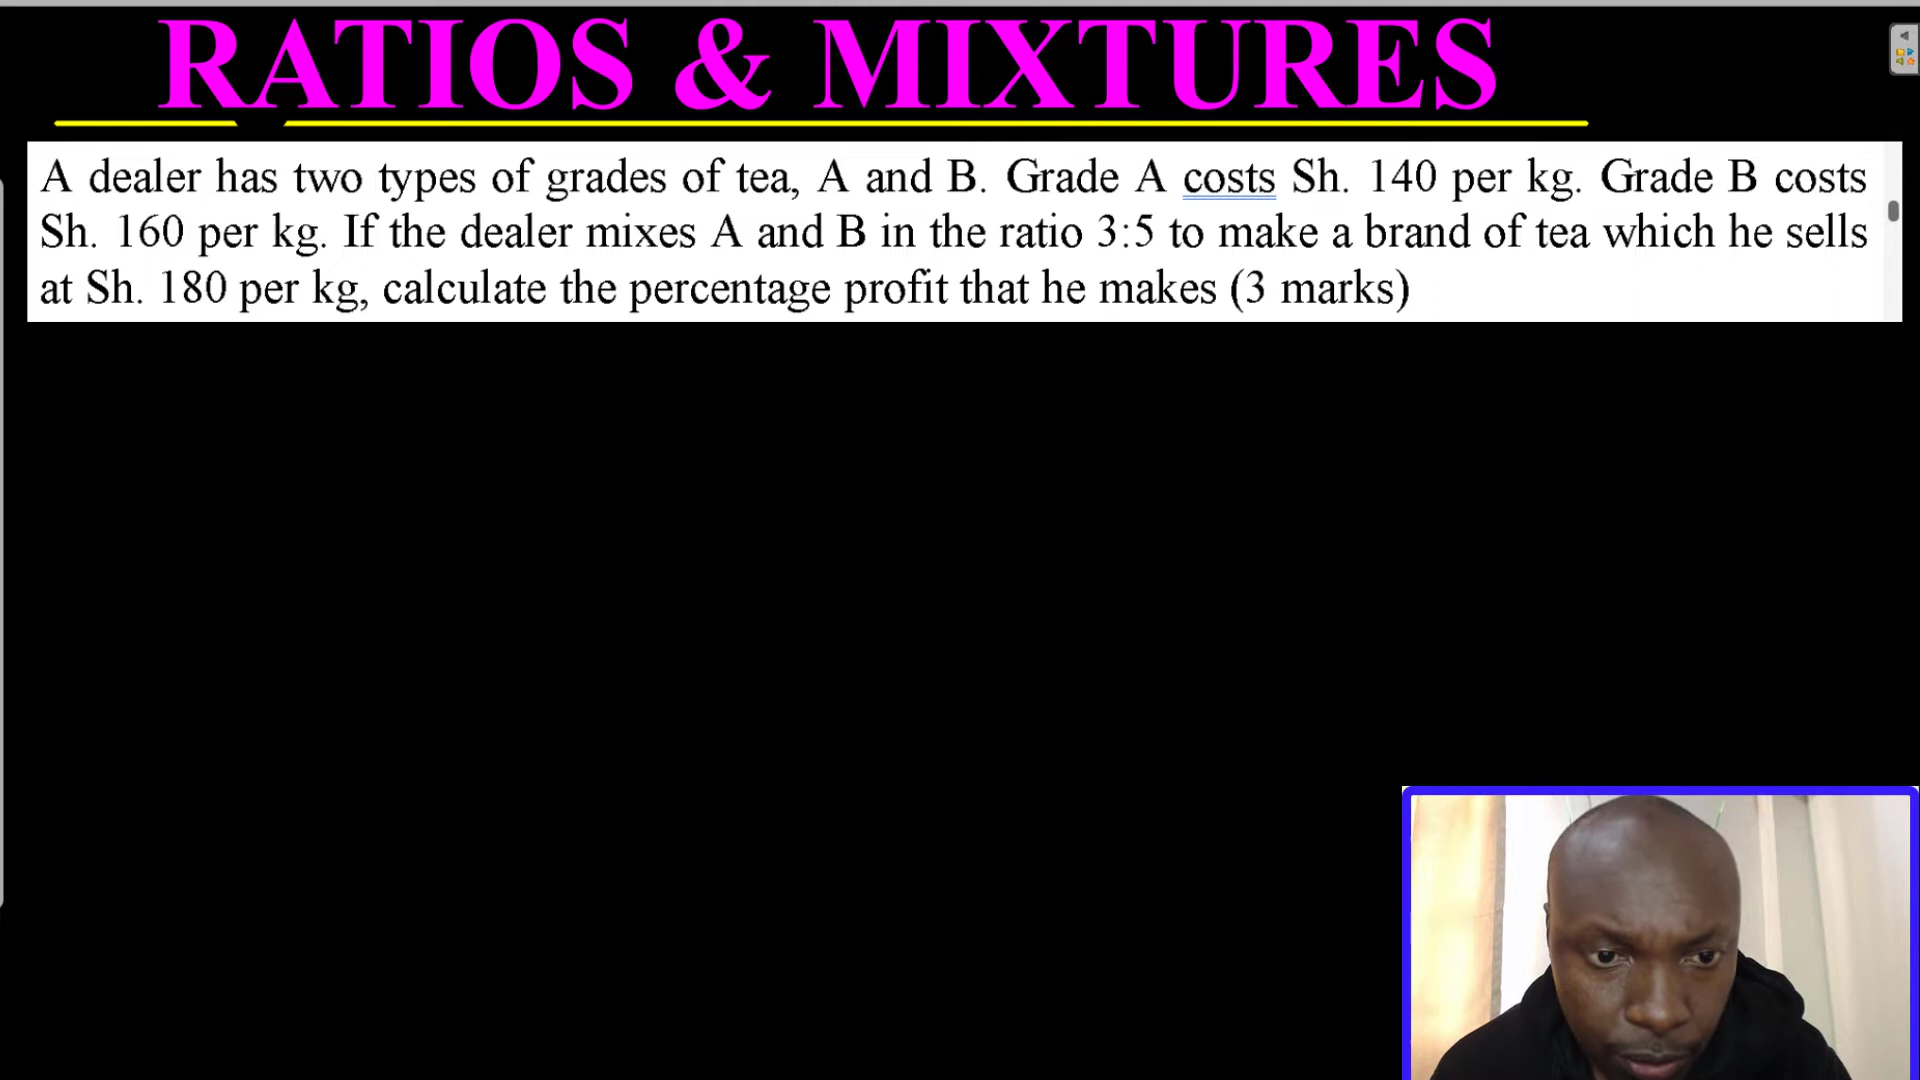 RATIOS & MIXTURES
A dealer has two types of grades of tea, A and B. Grade A costs Sh. 140 per kg. Grade B costs
Sh. 160 per kg. If the dealer mixes A and B in the ratio 3:5 to make a brand of tea which he sells
at Sh. 180 per kg, calculate the percentage profit that he makes (3 marks)